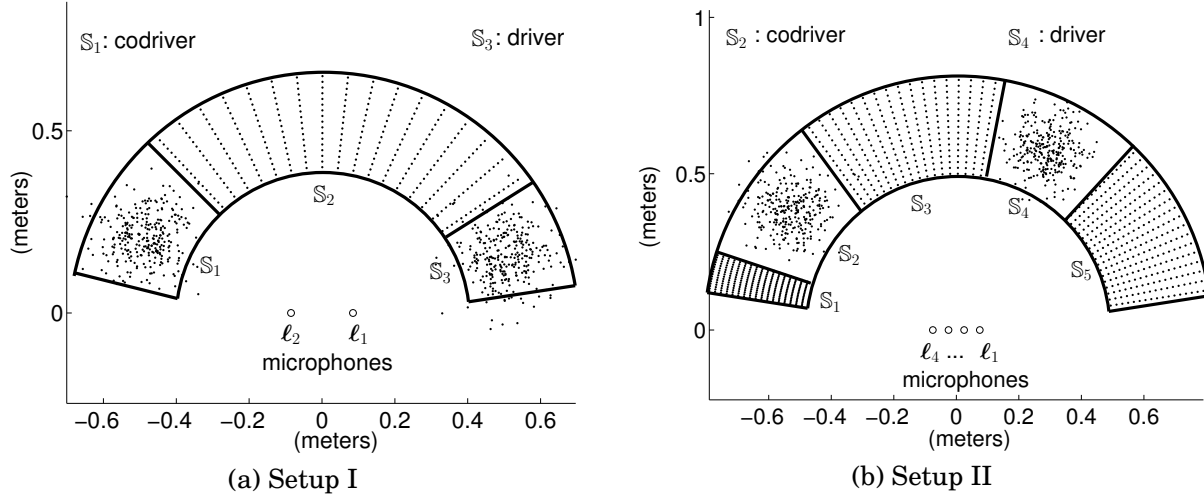 𝕊₁: codriver
𝕊₃: driver
0.5
0
(meters)
𝕊₁
𝕊₂
𝕊₃
ℓ₂
ℓ₁
microphones
−0.6
−0.4
−0.2
0
0.2
0.4
0.6
(meters)
(a) Setup I
1
𝕊₂ : codriver
𝕊₄ : driver
0.5
0
(meters)
𝕊₁
𝕊₂
𝕊₃
𝕊₄
𝕊₅
ℓ₄ ... ℓ₁
microphones
−0.6
−0.4
−0.2
0
0.2
0.4
0.6
(meters)
(b) Setup II